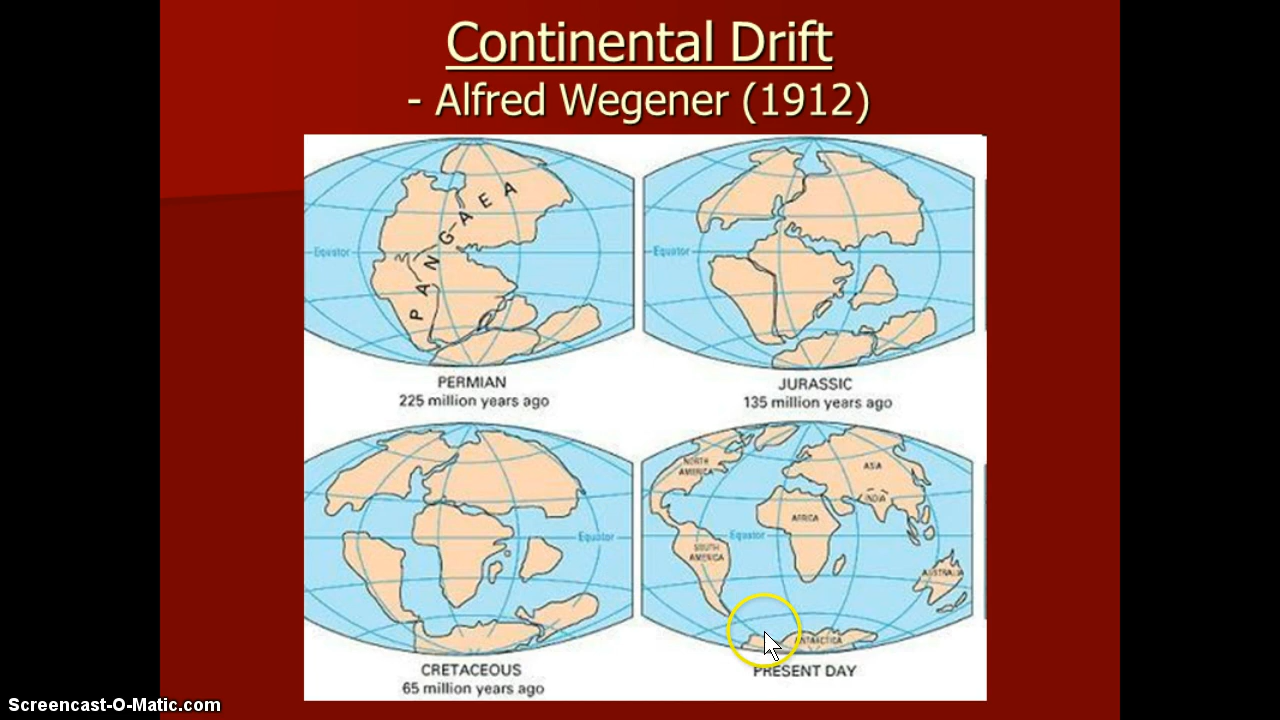 Continental Drift
- Alfred Wegener (1912)
PANGAEA
Equator
PERMIAN
225 million years ago
Equator
JURASSIC
135 million years ago
Equator
CRETACEOUS
65 million years ago
NORTH
AMERICA
ASIA
INDIA
AFRICA
Equator
SOUTH
AMERICA
AUSTRALIA
ANTARCTICA
PRESENT DAY
Screencast-O-Matic.com